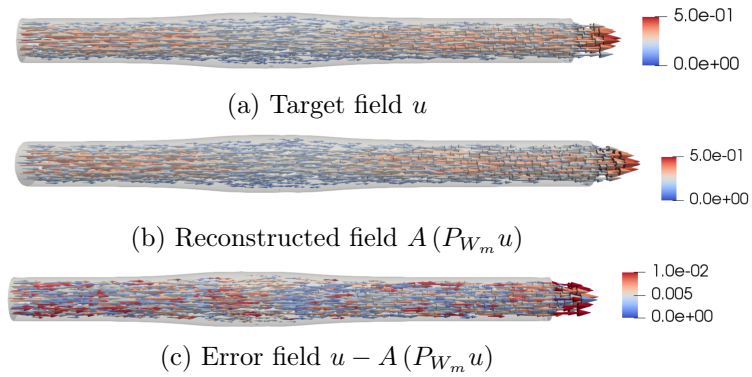 5.0e-01
0.0e+00
(a) Target field u
5.0e-01
0.0e+00
(b) Reconstructed field A (P_{W_m} u)
1.0e-02
0.005
0.0e+00
(c) Error field u − A (P_{W_m} u)